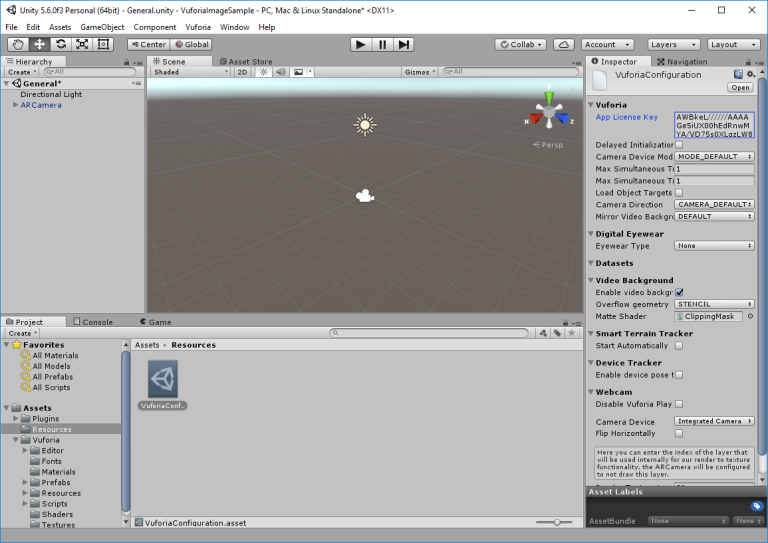 Unity 5.6.0f3 Personal (64bit) - General.unity - VuforiaImageSample - PC, Mac & Linux Standalone* <DX11>
File Edit Assets GameObject Component Vuforia Window Help
Center Global Collab Account Layers Layout
Hierarchy
Create All
General*
Directional Light
ARCamera
Scene Asset Store
Shaded 2D Gizmos All
y
x z
Persp
Inspector Navigation
VuforiaConfiguration
Open
Vuforia
App License Key AWBkeL//////AAAA
Ge5iUX00hEdRnwM
YA/VD75s0XLqzLW8
Delayed Initialization
Camera Device Mod MODE_DEFAULT
Max Simultaneous Tr 1
Max Simultaneous Tr 1
Load Object Targets
Camera Direction CAMERA_DEFAULT
Mirror Video Backgr DEFAULT
Digital Eyewear
Eyewear Type None
Datasets
Video Background
Enable video backgr
Overflow geometry STENCIL
Matte Shader ClippingMask
Smart Terrain Tracker
Start Automatically
Device Tracker
Enable device pose t
Webcam
Disable Vuforia Play
Camera Device Integrated Camera
Flip Horizontally
Here you can enter the index of the layer that
will be used internally for our render to texture
functionality. the ARCamera will be configured
to not draw this layer.
Asset Labels
AssetBundle None None
Project Console Game
Create
Favorites
All Materials
All Models
All Prefabs
All Scripts
Assets
Plugins
Resources
Vuforia
Editor
Fonts
Materials
Prefabs
Resources
Scripts
Shaders
Textures
Assets Resources
VuforiaConf..
VuforiaConfiguration.asset